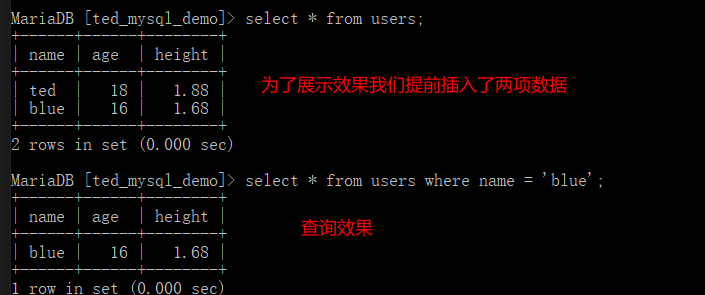 MariaDB [ted_mysql_demo]> select * from users;
+------+------+--------+
| name | age  | height |
+------+------+--------+
| ted  |   18 |   1.88 |
为了展示效果我们提前插入了两项数据
| blue |   16 |   1.68 |
+------+------+--------+
2 rows in set (0.000 sec)
MariaDB [ted_mysql_demo]> select * from users where name = 'blue';
+------+------+--------+
| name | age  | height |
+------+------+--------+
查询效果
| blue |   16 |   1.68 |
+------+------+--------+
1 row in set (0.000 sec)